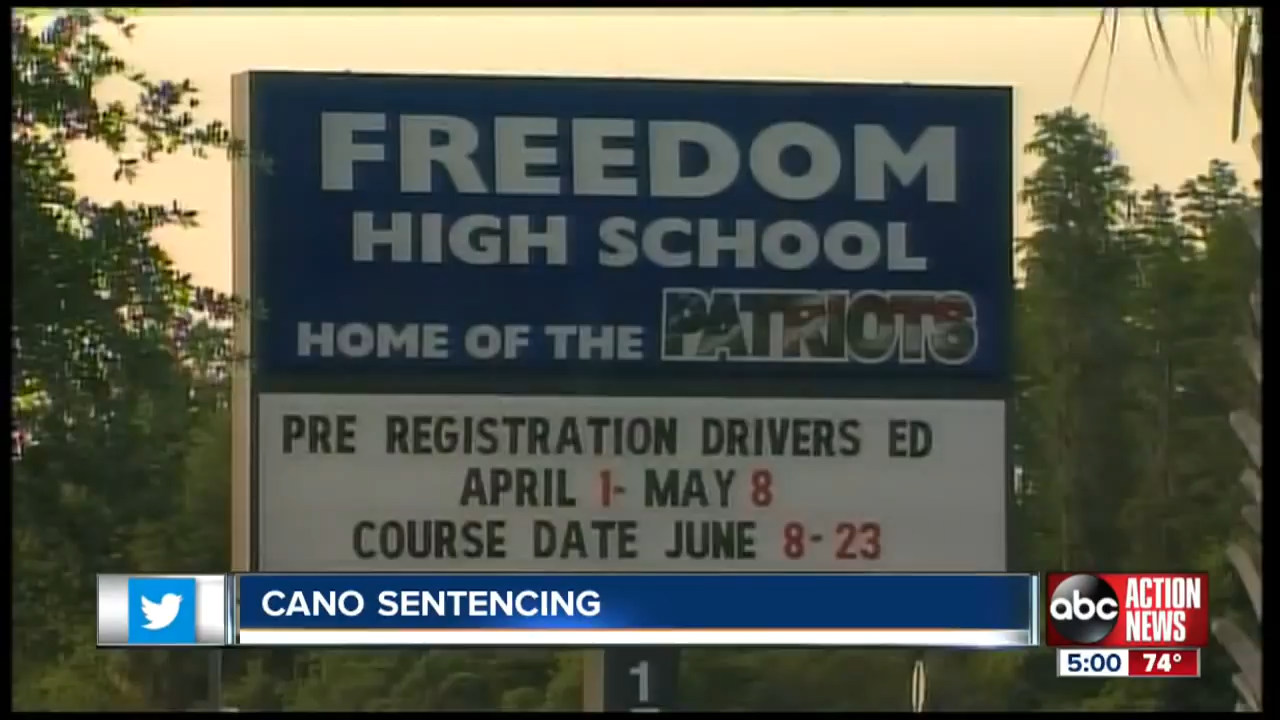 FREEDOM
HIGH SCHOOL
HOME OF THE PATRIOTS
PRE REGISTRATION DRIVERS ED
APRIL 1- MAY 8
COURSE DATE JUNE 8-23
CANO SENTENCING
abc ACTION NEWS
5:00 74°
1